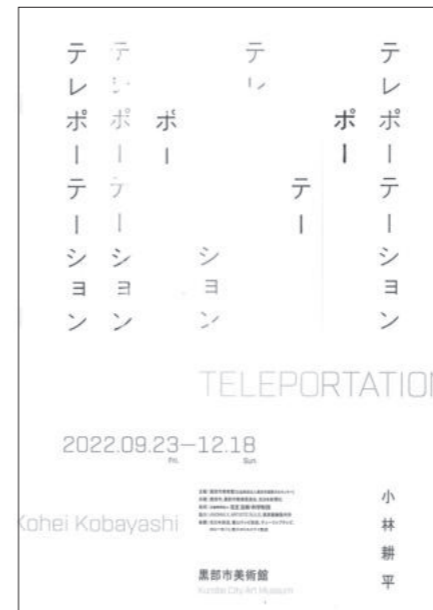 テレポーテーション
ポー
テー
ション
テレ
ボー
テレポーテーション
テレポーテーション
TELEPORTATION
2022.09.23—12.18
Fri.
Sun.
Kohei Kobayashi
小林耕平
黒部市美術館
Kurobe City Art Museum